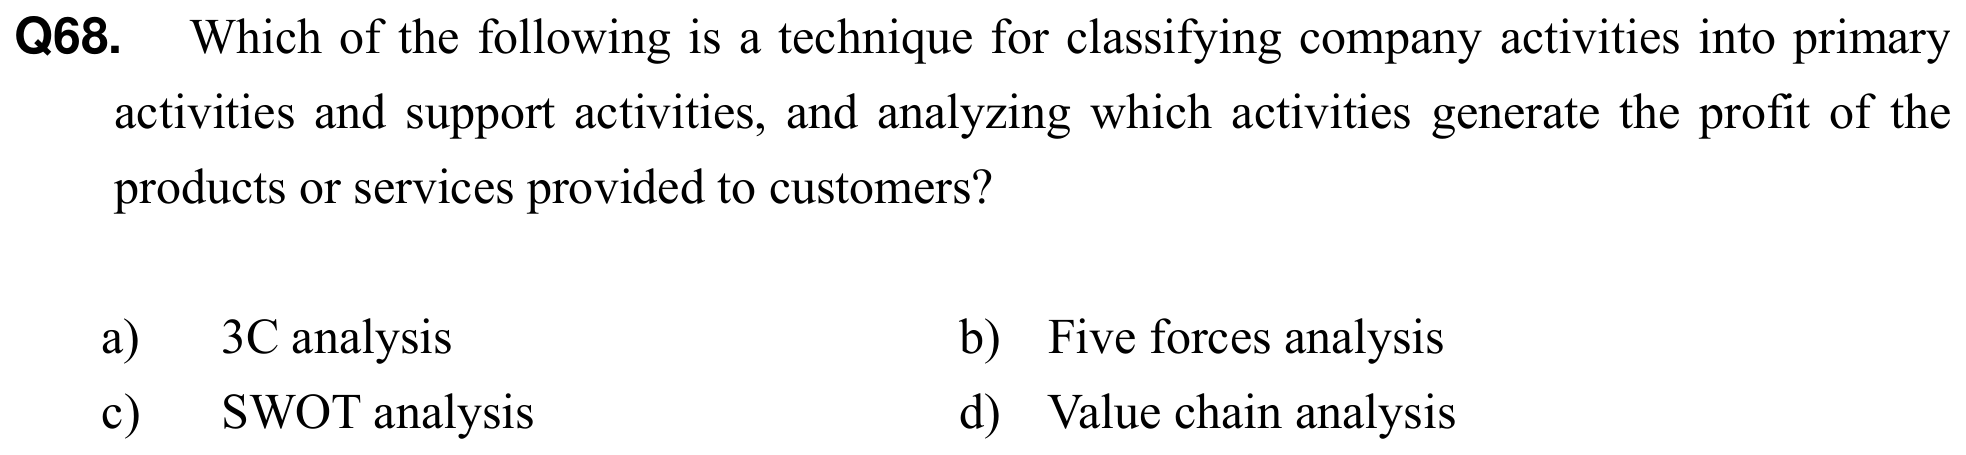 Q68. Which of the following is a technique for classifying company activities into primary
activities and support activities, and analyzing which activities generate the profit of the
products or services provided to customers?
a) 3C analysis b) Five forces analysis
c) SWOT analysis d) Value chain analysis